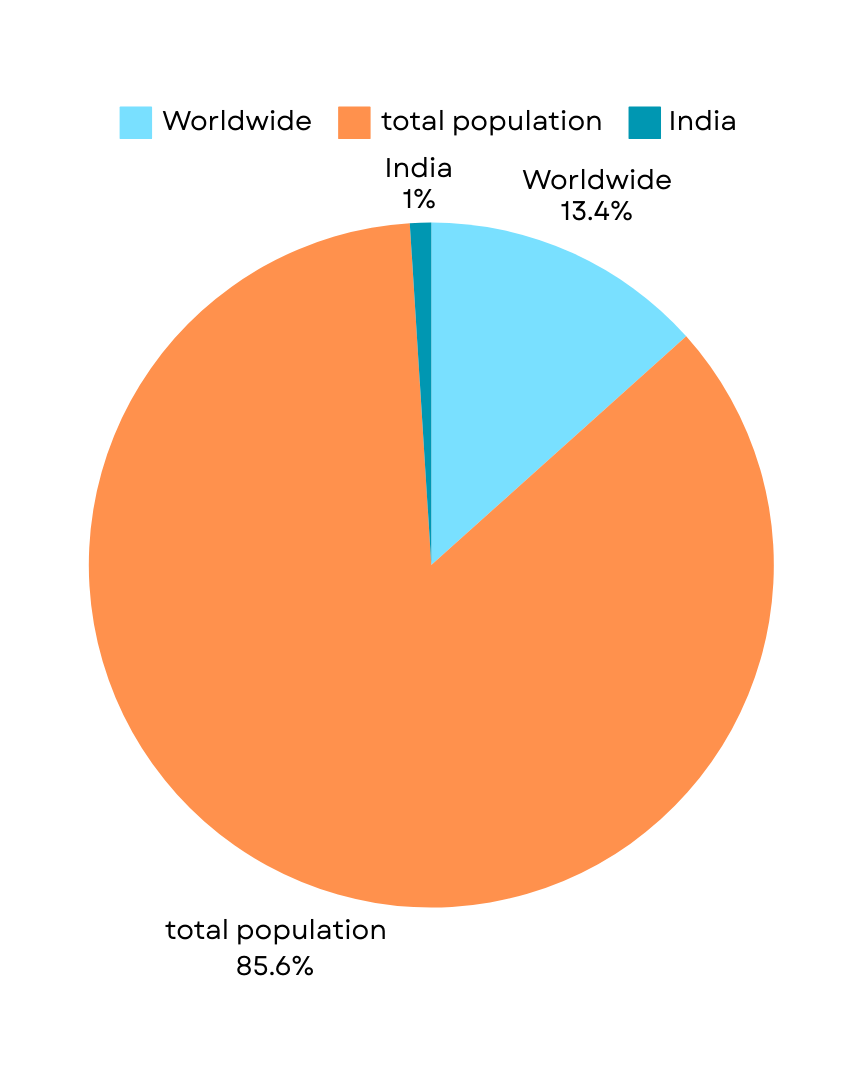 Worldwide total population India
India
1%
Worldwide
13.4%
total population
85.6%